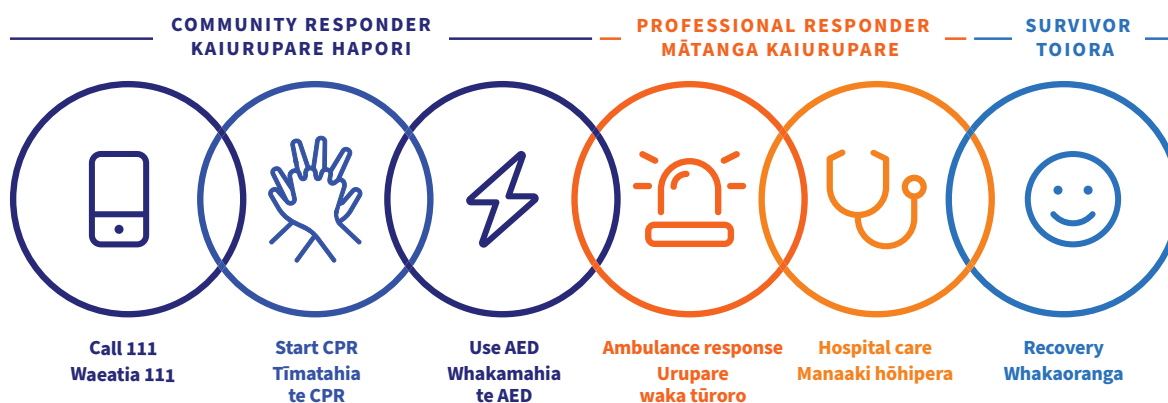 COMMUNITY RESPONDER
KAIURUPARE HAPORI
PROFESSIONAL RESPONDER
MĀTANGA KAIURUPARE
SURVIVOR
TOIORA
Call 111
Waeatia 111
Start CPR
Tīmatahia
te CPR
Use AED
Whakamahia
te AED
Ambulance response
Urupare
waka tūroro
Hospital care
Manaaki hōhipera
Recovery
Whakaoranga